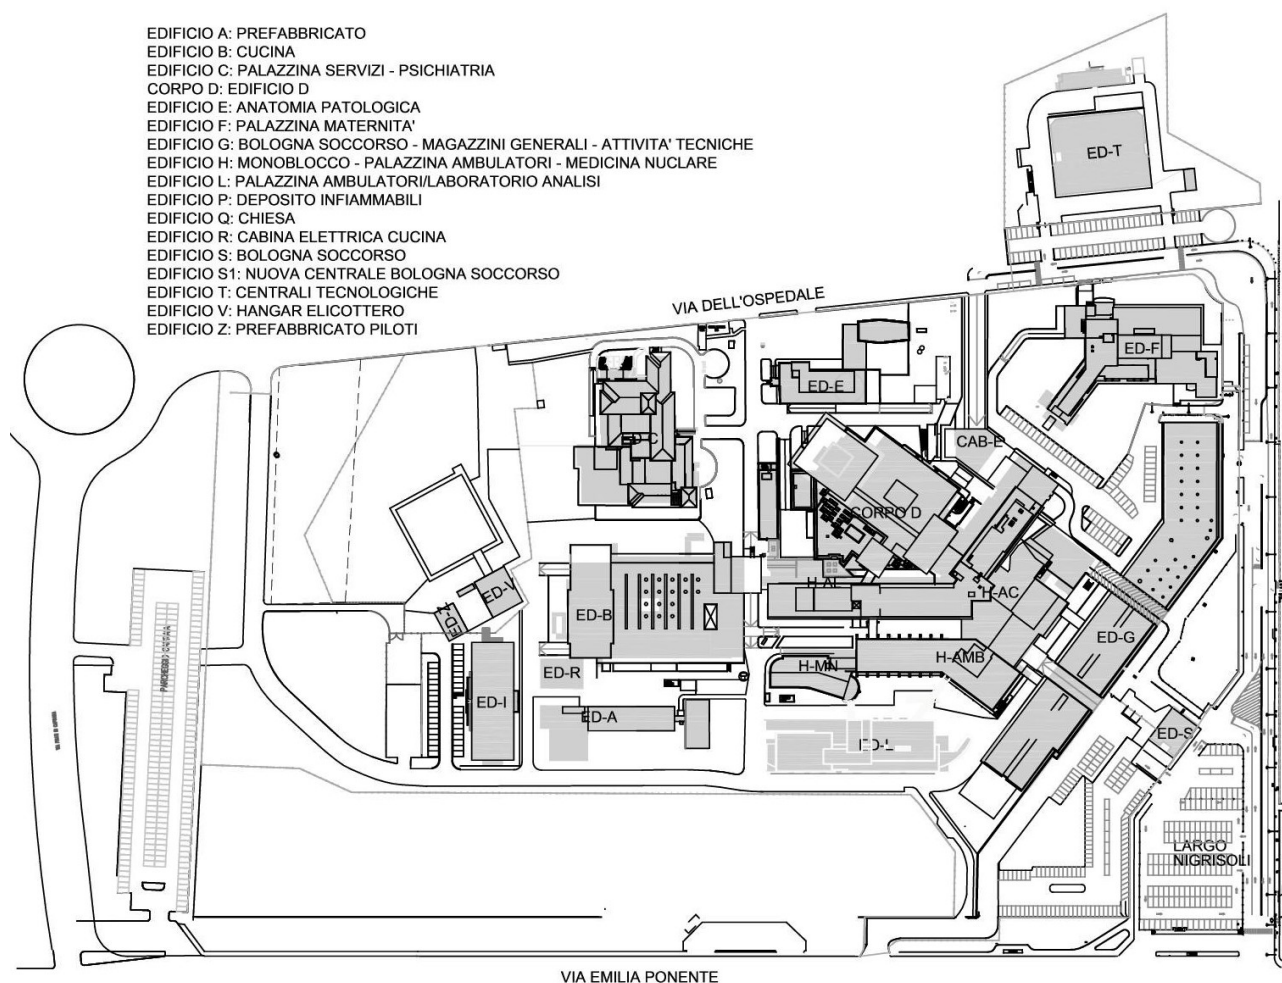 EDIFICIO A: PREFABBRICATO
EDIFICIO B: CUCINA
EDIFICIO C: PALAZZINA SERVIZI - PSICHIATRIA
CORPO D: EDIFICIO D
EDIFICIO E: ANATOMIA PATOLOGICA
EDIFICIO F: PALAZZINA MATERNITA'
EDIFICIO G: BOLOGNA SOCCORSO - MAGAZZINI GENERALI - ATTIVITA' TECNICHE
EDIFICIO H: MONOBLOCCO - PALAZZINA AMBULATORI - MEDICINA NUCLARE
EDIFICIO L: PALAZZINA AMBULATORI/LABORATORIO ANALISI
EDIFICIO P: DEPOSITO INFIAMMABILI
EDIFICIO Q: CHIESA
EDIFICIO R: CABINA ELETTRICA CUCINA
EDIFICIO S: BOLOGNA SOCCORSO
EDIFICIO S1: NUOVA CENTRALE BOLOGNA SOCCORSO
EDIFICIO T: CENTRALI TECNOLOGICHE
EDIFICIO V: HANGAR ELICOTTERO
EDIFICIO Z: PREFABBRICATO PILOTI
ED-T
VIA DELL'OSPEDALE
ED-F
ED-E
CAB-E
CORPO D
H-AC
ED-V
ED-Z
ED-B
ED-G
H-AMB
H-MN
ED-R
ED-I
ED-A
ED-L
ED-S
LARGO
NIGRISOLI
VIA EMILIA PONENTE